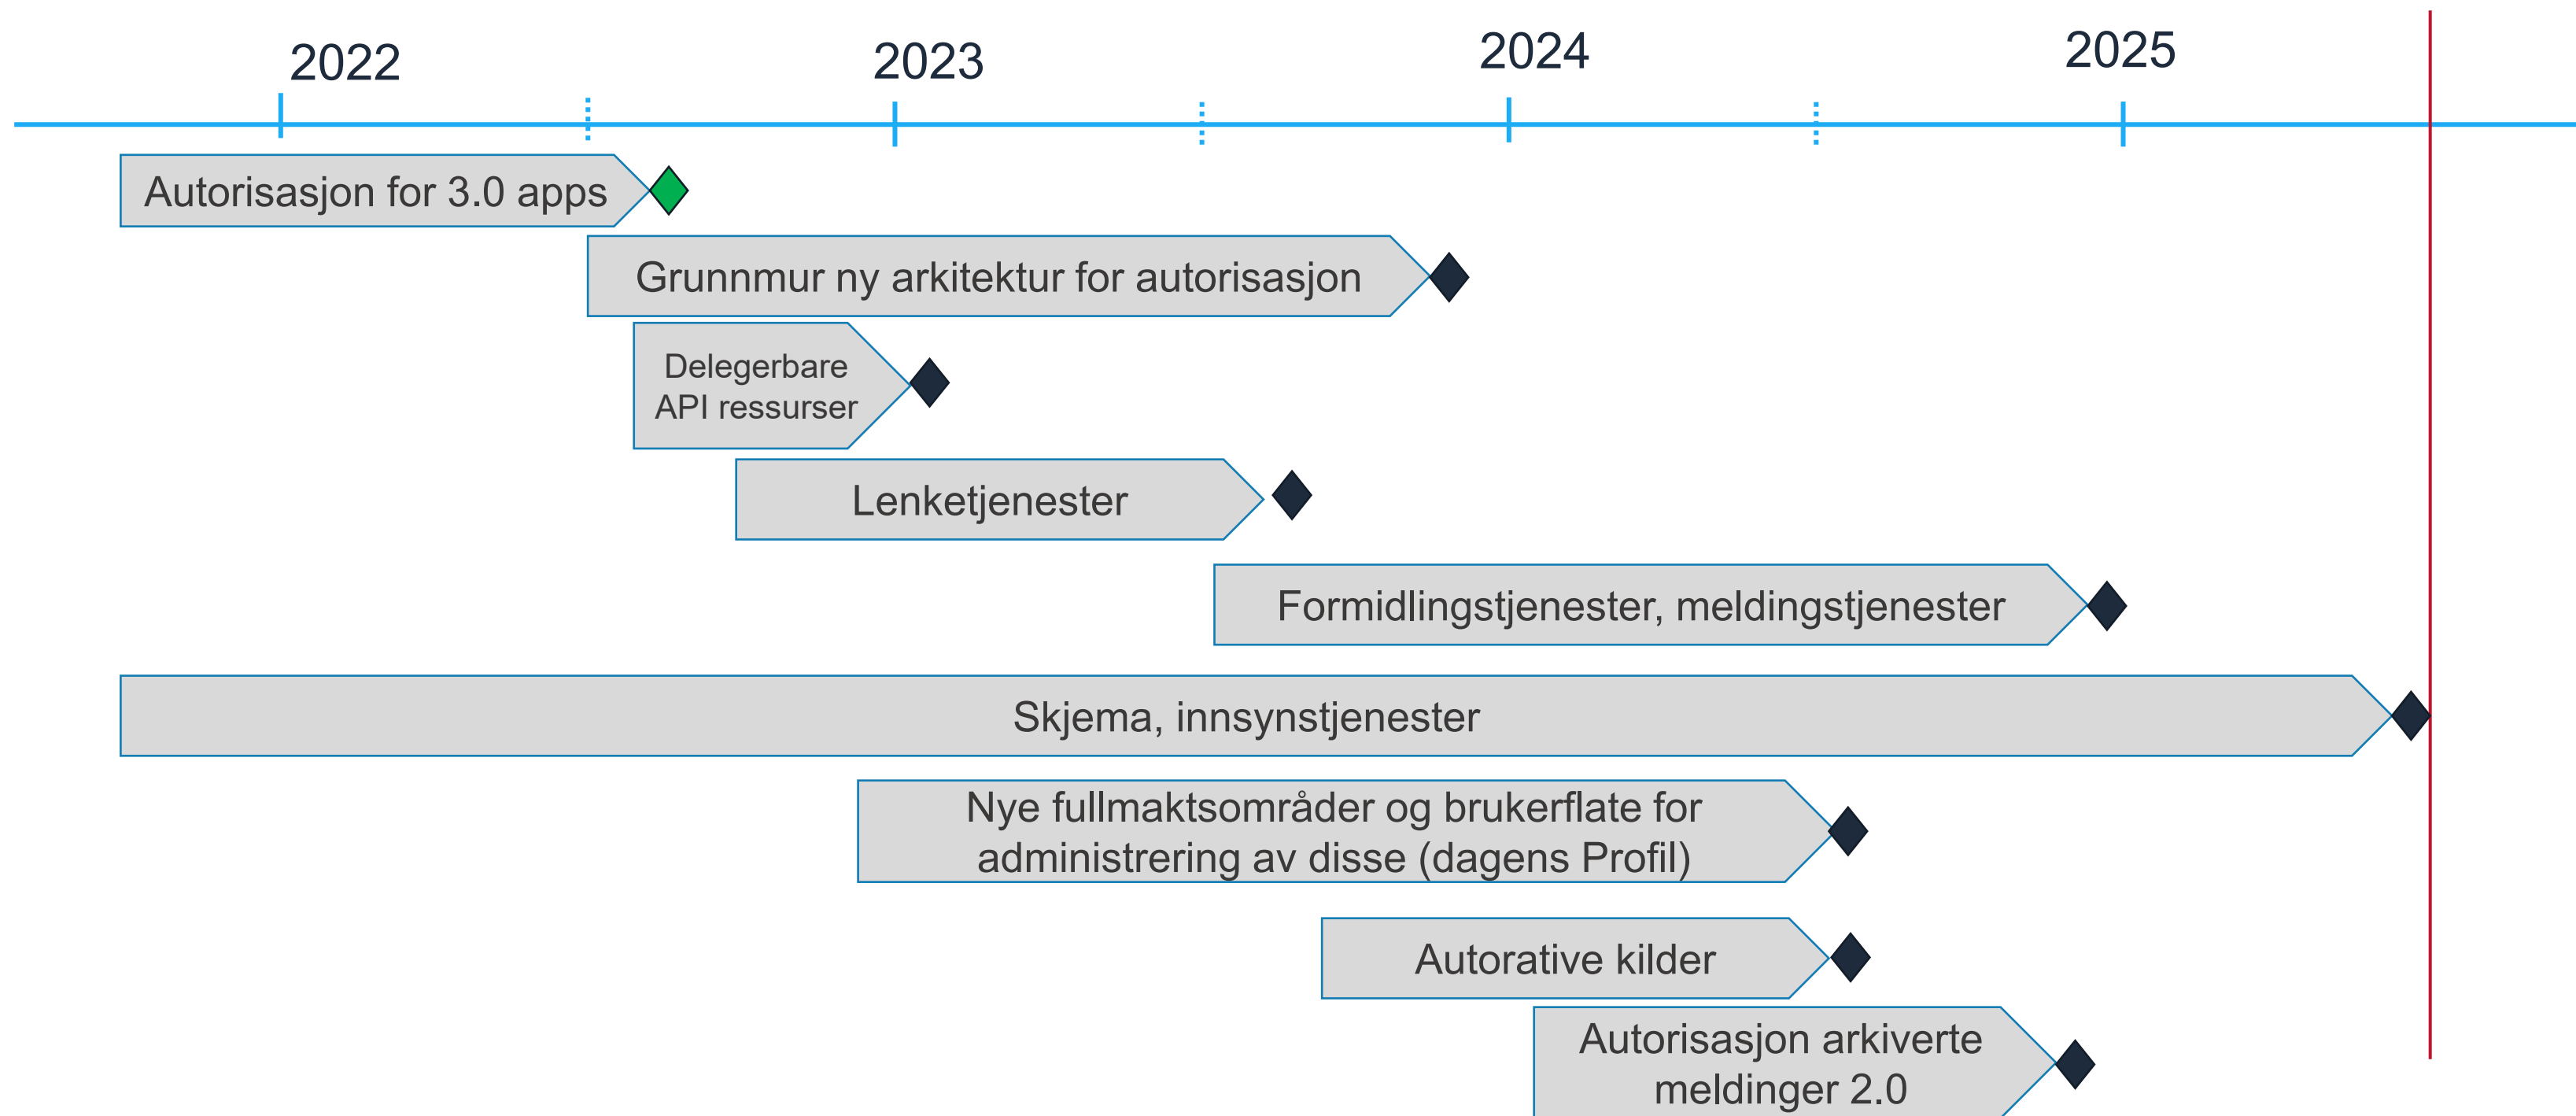 2022
2023
2024
2025
Autorisasjon for 3.0 apps
Grunnmur ny arkitektur for autorisasjon
Delegerbare
API ressurser
Lenketjenester
Formidlingstjenester, meldingstjenester
Skjema, innsynstjenester
Nye fullmaktsområder og brukerflate for
administrering av disse (dagens Profil)
Autorative kilder
Autorisasjon arkiverte
meldinger 2.0